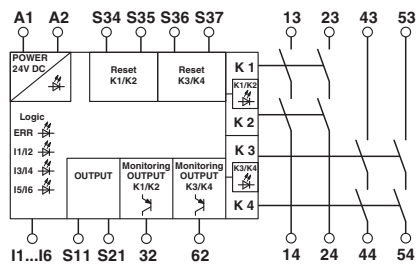 A1 A2 S34 S35 S36 S37 13 23 43 53
POWER
24V DC
Reset
K1/K2
Reset
K3/K4
K 1
K1/K2
K 2
Logic
ERR
I1/I2
I3/I4
I5/I6
OUTPUT
Monitoring
OUTPUT
K1/K2
Monitoring
OUTPUT
K3/K4
K 3
K3/K4
K 4
I1...I6 S11 S21 32 62 14 24 44 54